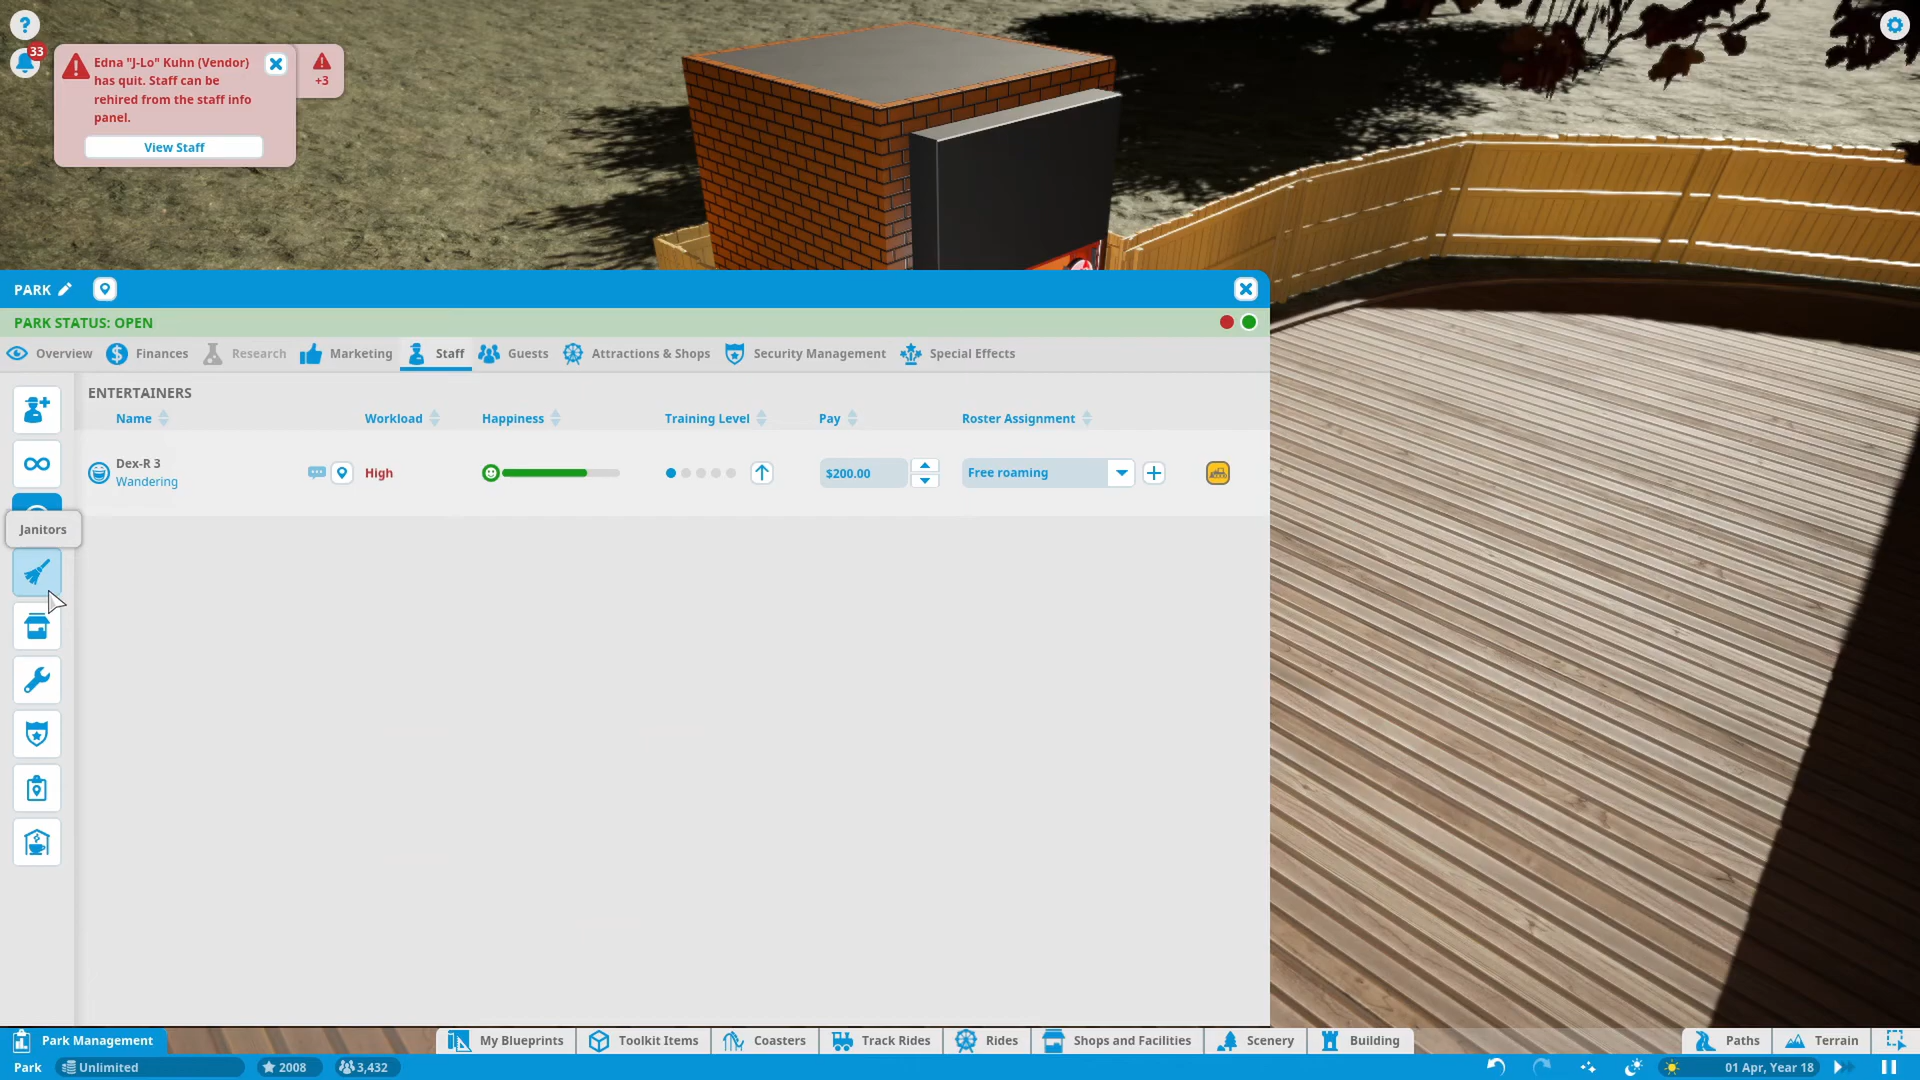 ?
33
Edna "J-Lo" Kuhn (Vendor)
has quit. Staff can be
rehired from the staff info
panel.
View Staff
+3
PARK
PARK STATUS: OPEN
Overview
Finances
Research
Marketing
Staff
Guests
Attractions & Shops
Security Management
Special Effects
ENTERTAINERS
Name
Workload
Happiness
Training Level
Pay
Roster Assignment
Dex-R 3
Wandering
High
$200.00
Free roaming
Janitors
Park Management
My Blueprints
Toolkit Items
Coasters
Track Rides
Rides
Shops and Facilities
Scenery
Building
Paths
Terrain
Park
Unlimited
2008
3,432
01 Apr, Year 18